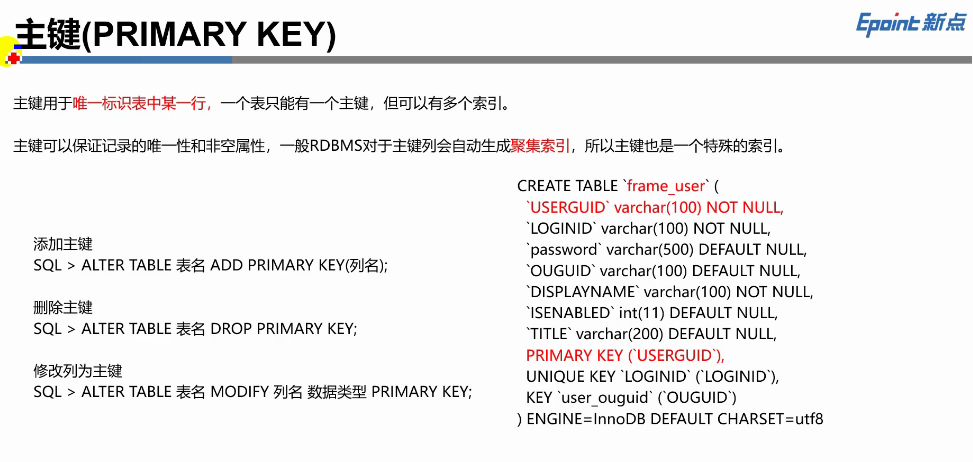 主键(PRIMARY KEY)
Epoint新点
主键用于唯一标识表中某一行，一个表只能有一个主键，但可以有多个索引。
主键可以保证记录的唯一性和非空属性，一般RDBMS对于主键列会自动生成聚集索引，所以主键也是一个特殊的索引。
添加主键
SQL > ALTER TABLE 表名 ADD PRIMARY KEY(列名);
删除主键
SQL > ALTER TABLE 表名 DROP PRIMARY KEY;
修改列为主键
SQL > ALTER TABLE 表名 MODIFY 列名 数据类型 PRIMARY KEY;
CREATE TABLE `frame_user` (
`USERGUID` varchar(100) NOT NULL,
`LOGINID` varchar(100) NOT NULL,
`password` varchar(500) DEFAULT NULL,
`OUGUID` varchar(100) DEFAULT NULL,
`DISPLAYNAME` varchar(100) NOT NULL,
`ISENABLED` int(11) DEFAULT NULL,
`TITLE` varchar(200) DEFAULT NULL,
PRIMARY KEY (`USERGUID`),
UNIQUE KEY `LOGINID` (`LOGINID`),
KEY `user_ouguid` (`OUGUID`)
) ENGINE=InnoDB DEFAULT CHARSET=utf8